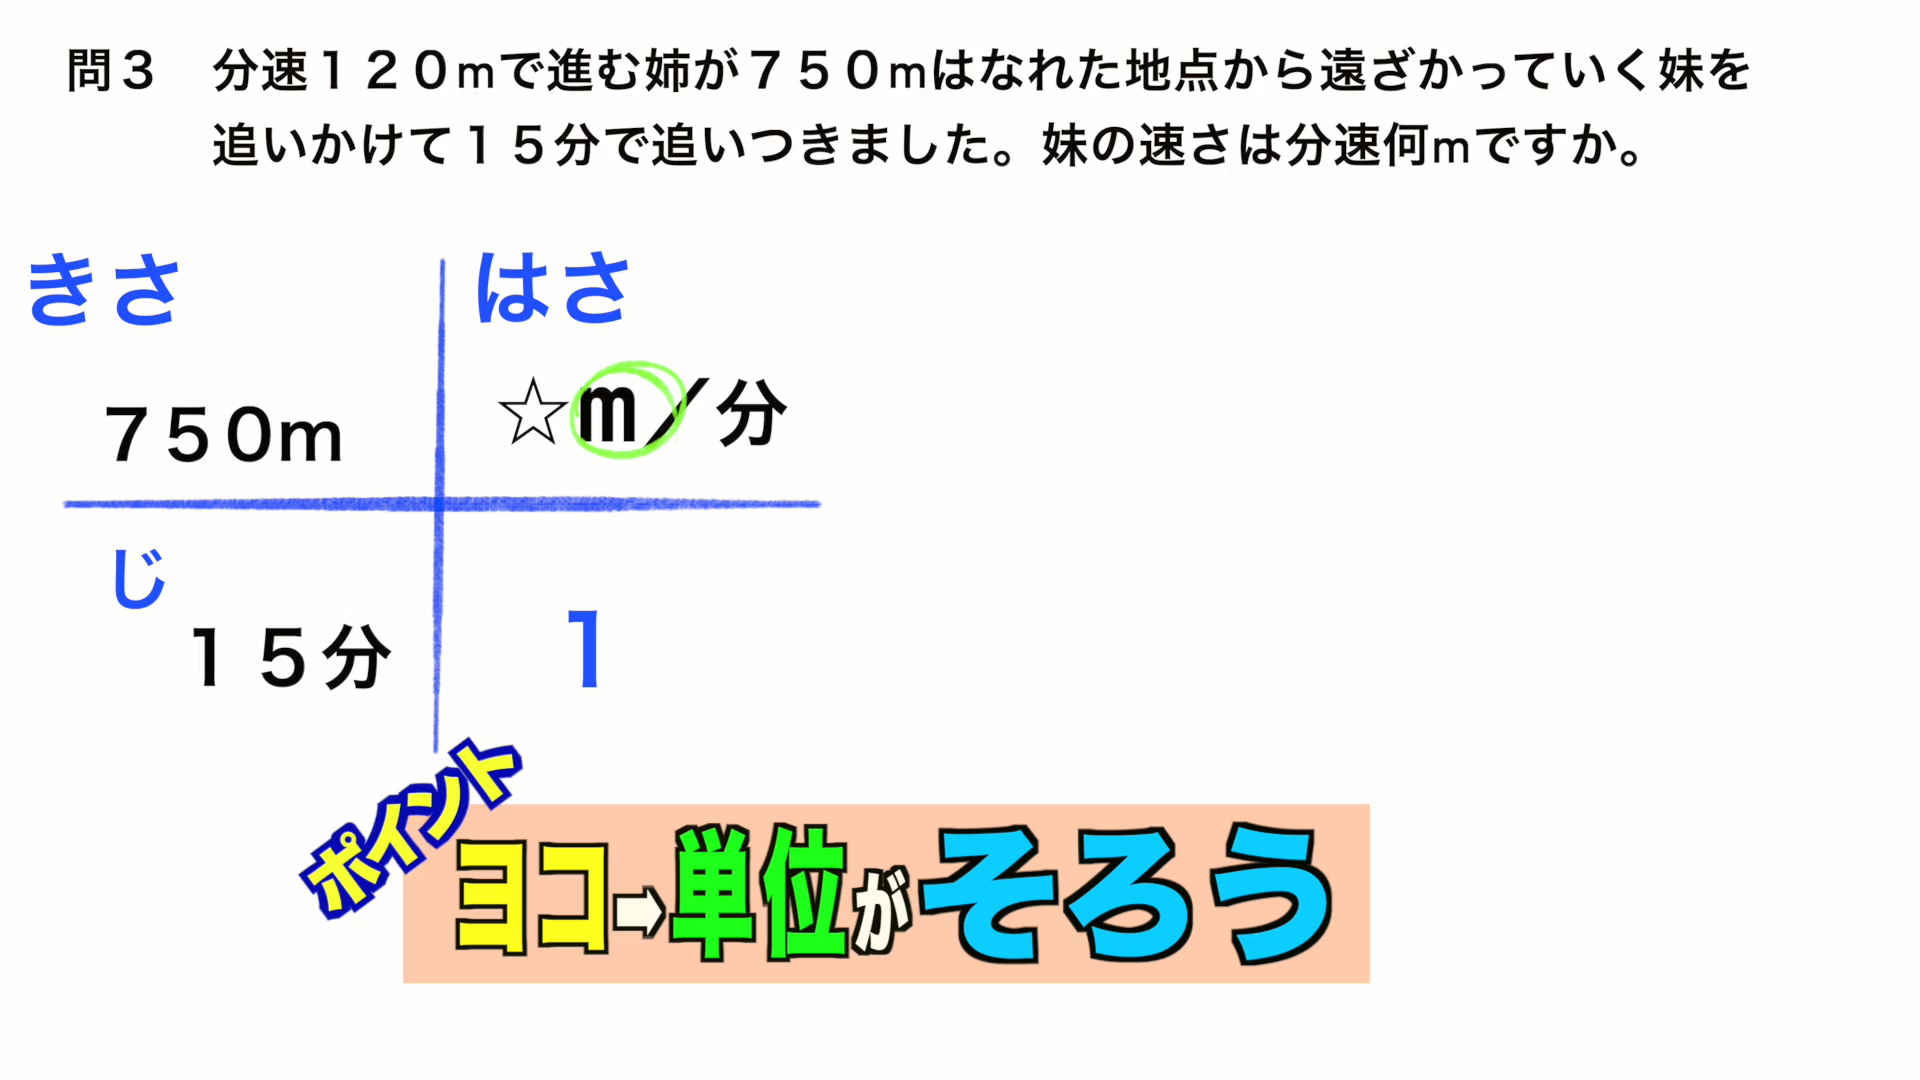 問３　分速１２０ｍで進む姉が７５０ｍはなれた地点から遠ざかっていく妹を
追いかけて１５分で追いつきました。妹の速さは分速何ｍですか。
きさ
はさ
７５０m
☆m／分
じ
１５分
1
ポイント
ヨコ➡単位がそろう